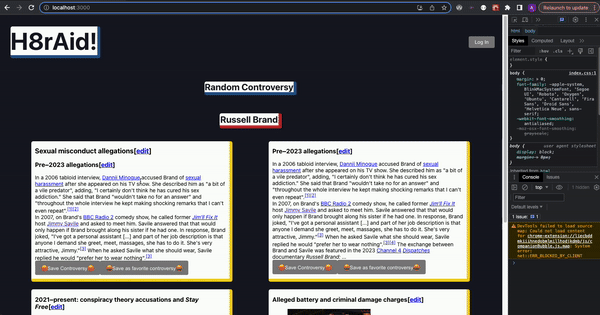 localhost:3000
Relaunch to update
H8rAid!
Log In
Random Controversy
Russell Brand
Sexual misconduct allegations[edit]
Pre–2023 allegations[edit]
In a 2006 tabloid interview, Dannii Minogue accused Brand of sexual
harassment after she appeared on his TV show. She described him as "a bit of
a vile predator", adding, "I certainly don't think he has cured his sex
addiction." She said that Brand "wouldn't take no for an answer" and
"throughout the whole interview he kept making shocking remarks that I can't
even repeat".[111][112]
In 2007, on Brand's BBC Radio 2 comedy show, he called former Jim'll Fix It
host Jimmy Savile and asked to meet him. Savile said that would
only happen if Brand brought along his sister if he had one. In response, Brand
joked, "I've got a personal assistant [...] and part of her job description is that
anyone I demand she greet, meet, massages, she has to do it. She's very
attractive, Jimmy." When he asked Savile what she should wear, Savile
replied he would "prefer her to wear nothing".
Save Controversy
Save as favorite controversy
2021–present: conspiracy theory accusations and Stay
Free[edit]
Pre–2023 allegations[edit]
In a 2006 tabloid interview, Dannii Minogue accused Brand of sexual
harassment after she appeared on his TV show. She described him as "a bit of
a vile predator", adding, "I certainly don't think he has cured his sex
addiction." She said that Brand "wouldn't take no for an answer" and
"throughout the whole interview he kept making shocking remarks that I can't
even repeat".
In 2007, on Brand's BBC Radio 2 comedy show, he called former Jim'll Fix It
host Jimmy Savile and asked to meet him. Savile said that would
only happen if Brand brought along his sister if he had one. In response, Brand
joked, "I've got a personal assistant [...] and part of her job description is that
anyone I demand she greet, meet, massages, she has to do it. She's very
attractive, Jimmy." When he asked Savile what she should wear, Savile
replied he would "prefer her to wear nothing". The exchange between
Brand and Savile was featured in the 2023 Channel 4 Dispatches
documentary Russell Brand: ...
Save Controversy
Save as favorite controversy
Alleged battery and criminal damage charges[edit]
html body
Styles Computed Layout
Filter :hov .cls
element.style {
}
body { index.css:1
margin: 0;
font-family: -apple-system,
BlinkMacSystemFont, 'Segoe
UI', 'Roboto', 'Oxygen',
'Ubuntu', 'Cantarell', 'Fira
Sans', 'Droid Sans',
'Helvetica Neue', sans-
serif;
-webkit-font-smoothing:
antialiased;
-moz-osx-font-smoothing:
grayscale;
}
body { user agent stylesheet
display: block;
margin: 8px;
}
Console Issues
top
Filter
Default levels
1 Issue: 1
DevTools failed to load source
map: Could not load content
for chrome-extension://
System error:
net::ERR_BLOCKED_BY_CLIENT